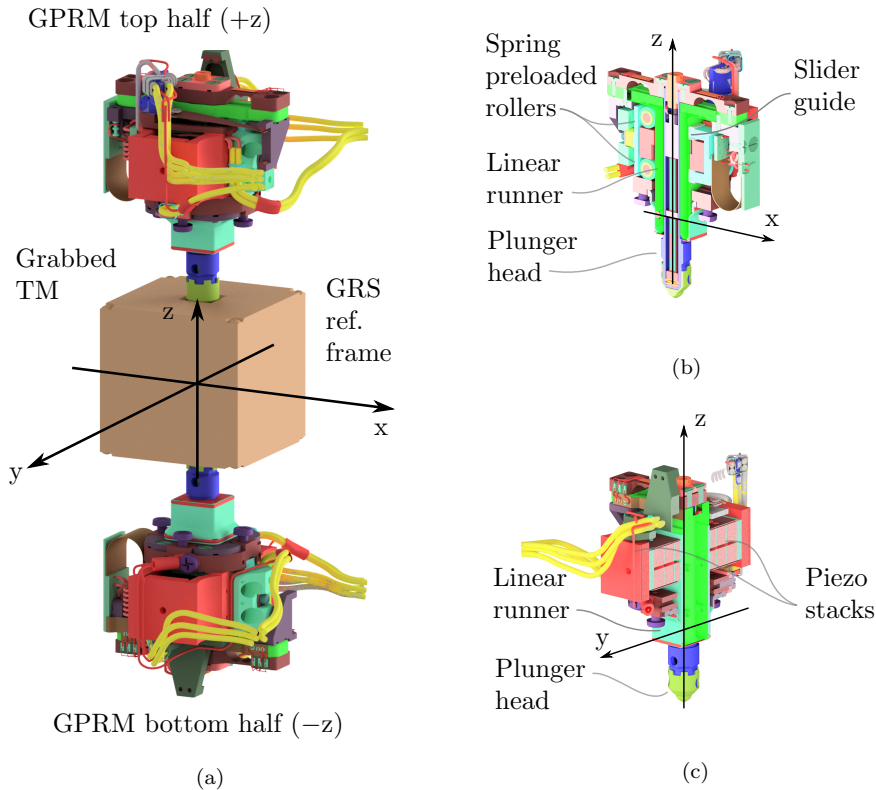 GPRM top half (+z)
Grabbed
TM
GRS
ref.
frame
z
x
y
GPRM bottom half (−z)
(a)
z
Spring
preloaded
rollers
Slider
guide
Linear
runner
x
Plunger
head
(b)
z
Linear
runner
Piezo
stacks
y
Plunger
head
(c)